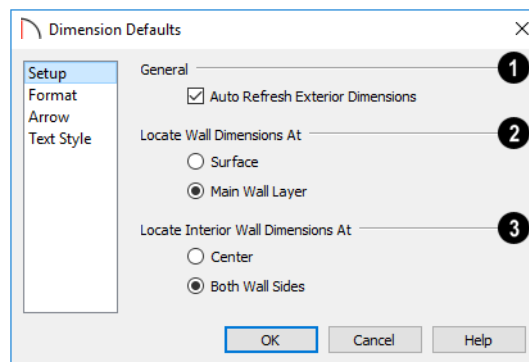 Dimension Defaults
Setup
Format
Arrow
Text Style
General 1
Auto Refresh Exterior Dimensions
Locate Wall Dimensions At 2
Surface
Main Wall Layer
Locate Interior Wall Dimensions At 3
Center
Both Wall Sides
OK Cancel Help